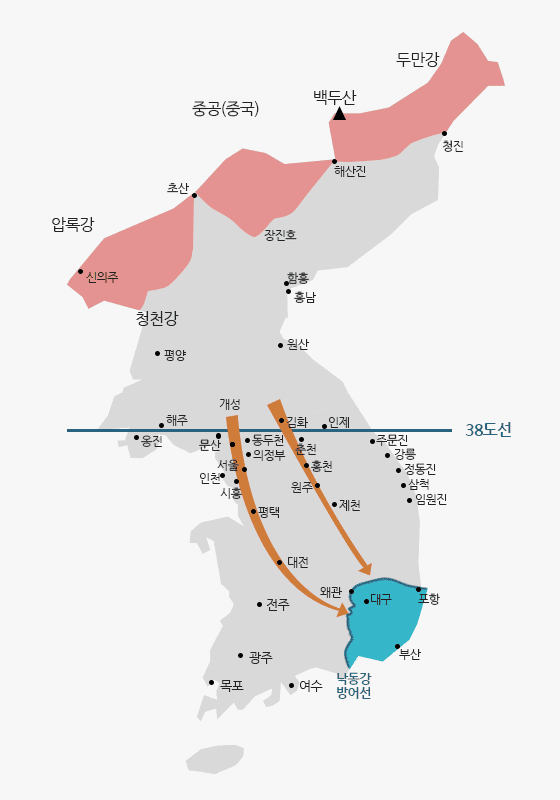 두만강
백두산
중공(중국)
청진
해산진
초산
압록강
장진호
신의주
함흥
흥남
청천강
원산
평양
개성
해주
김화
인제
38도선
옹진
문산
동두천
춘천
주문진
의정부
강릉
서울
홍천
정동진
인천
시흥
원주
삼척
임원진
제천
평택
대전
왜관
대구
포항
전주
광주
부산
목포
여수
낙동강
방어선